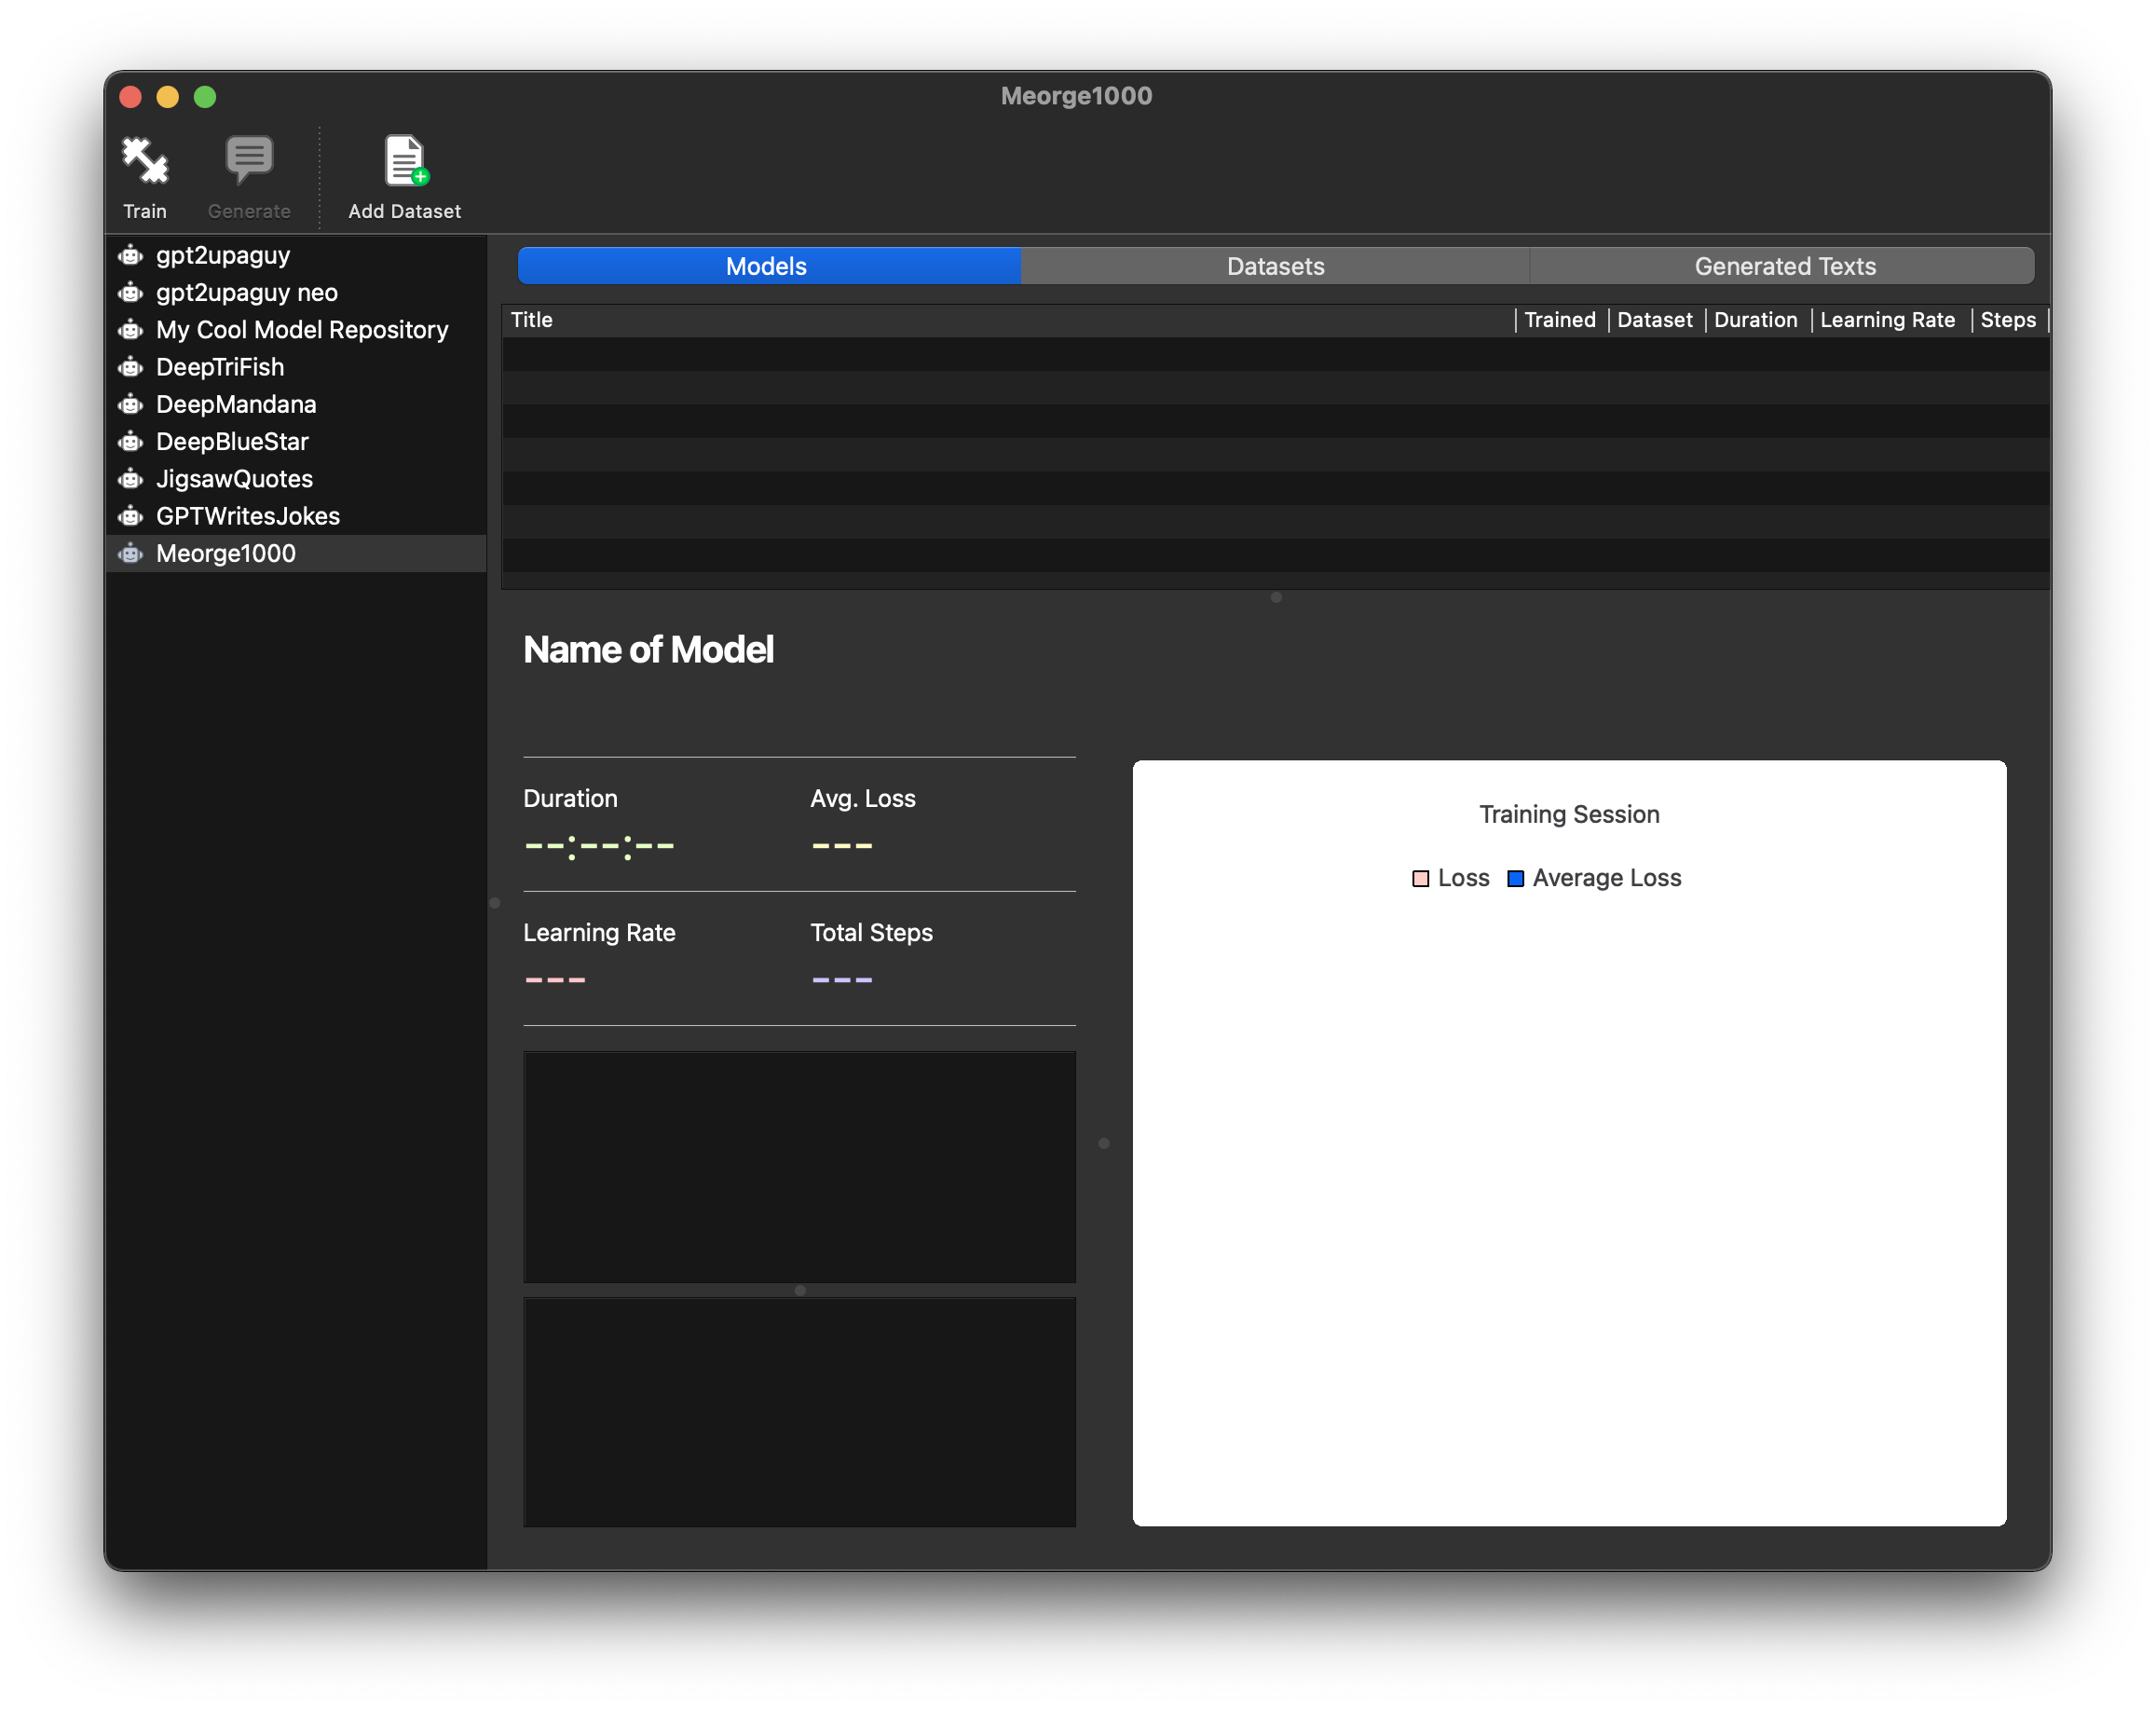 Meorge1000
Train
Generate
Add Dataset
gpt2upaguy
gpt2upaguy neo
My Cool Model Repository
DeepTriFish
DeepMandana
DeepBlueStar
JigsawQuotes
GPTWritesJokes
Meorge1000
Models Datasets Generated Texts
Title Trained Dataset Duration Learning Rate Steps
Name of Model
Duration Avg. Loss
--:--:-- ---
Learning Rate Total Steps
--- ---
Training Session
Loss Average Loss